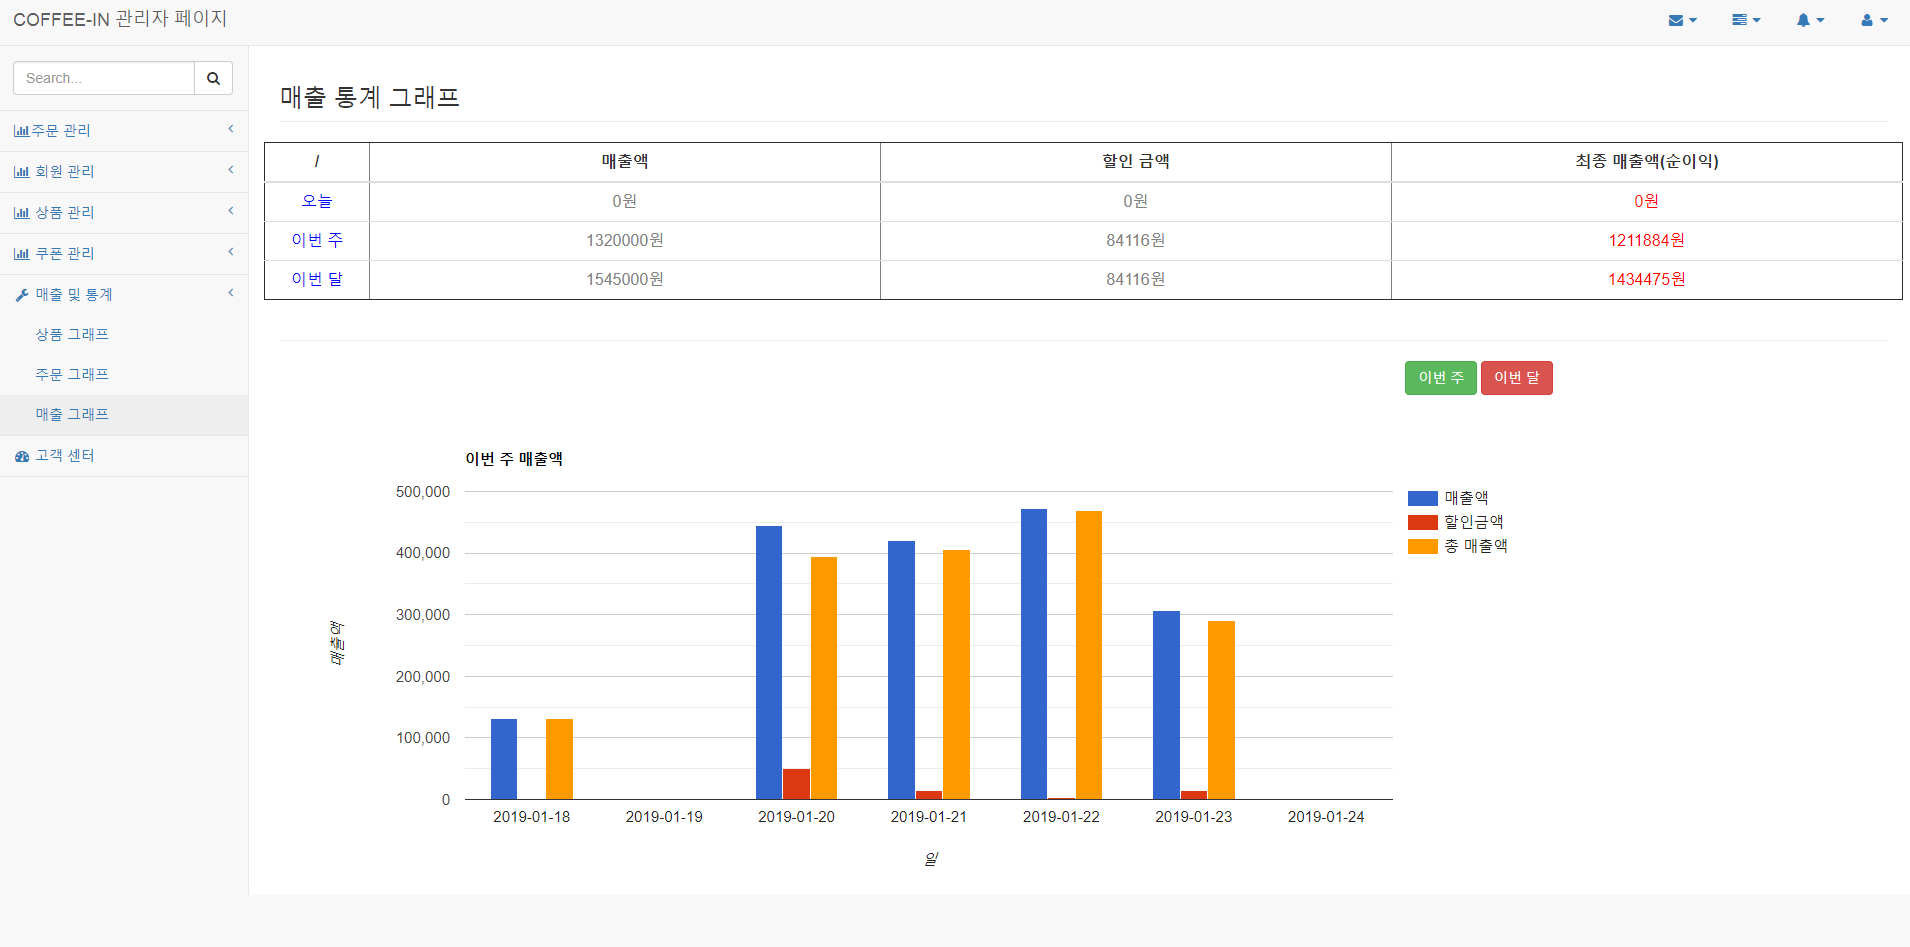 COFFEE-IN 관리자 페이지
Search...
주문 관리
회원 관리
상품 관리
쿠폰 관리
매출 및 통계
상품 그래프
주문 그래프
매출 그래프
고객 센터
매출 통계 그래프
/ 매출액 할인 금액 최종 매출액(순이익)
오늘 0원 0원 0원
이번 주 1320000원 84116원 1211884원
이번 달 1545000원 84116원 1434475원
이번 주 이번 달
이번 주 매출액
500,000
400,000
300,000
200,000
100,000
0
매출액
2019-01-18 2019-01-19 2019-01-20 2019-01-21 2019-01-22 2019-01-23 2019-01-24
일
매출액
할인금액
총 매출액